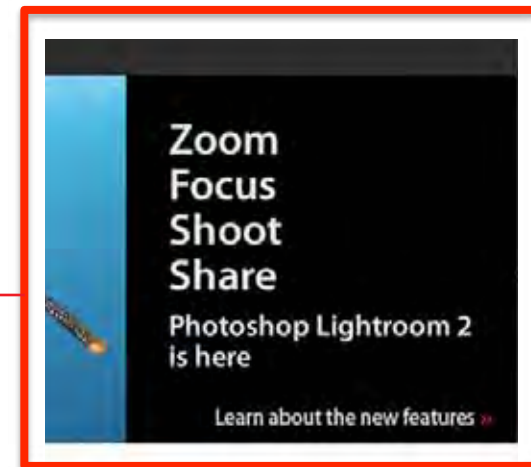 Zoom
Focus
Shoot
Share
Photoshop Lightroom 2
is here
Learn about the new features »